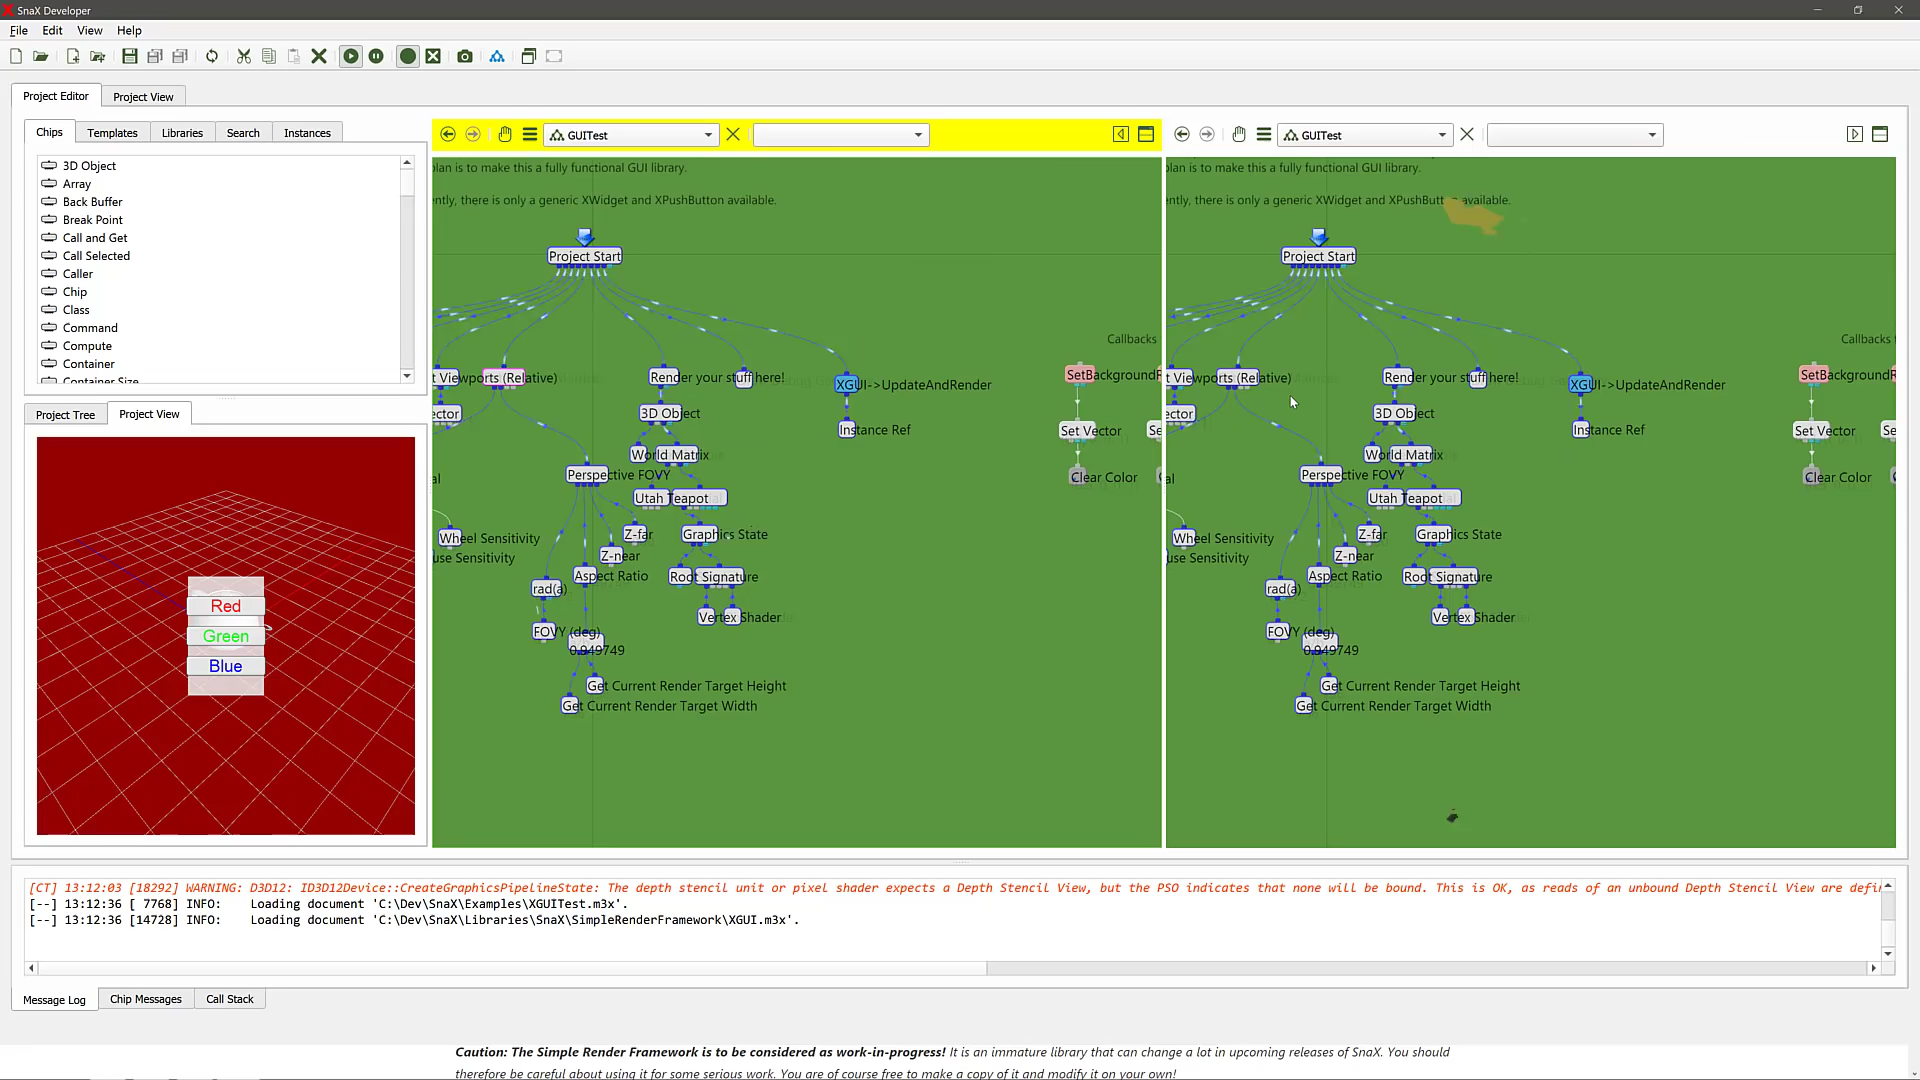 SnaX Developer
File Edit View Help
Project Editor Project View
Chips Templates Libraries Search Instances
3D Object
Array
Back Buffer
Break Point
Call and Get
Call Selected
Caller
Chip
Class
Command
Compute
Container
Container Size
Project Tree Project View
Red
Green
Blue
GUITest
plan is to make this a fully functional GUI library.
ently, there is only a generic XWidget and XPushButton available.
Project Start
Callbacks
t Viewports (Relative)
Render your stuff here!
XGUI->UpdateAndRender
SetBackgroundR
ector
3D Object
Instance Ref
Set Vector
Se
World Matrix
Perspective FOVY
al
Clear Color
Utah Teapot
Wheel Sensitivity
Z-far
Graphics State
use Sensitivity
Z-near
Aspect Ratio
Root Signature
rad(a)
Vertex Shader
FOVY (deg)
0.949749
Get Current Render Target Height
Get Current Render Target Width
GUITest
plan is to make this a fully functional GUI library.
ently, there is only a generic XWidget and XPushButton available.
Project Start
Callbacks
t Viewports (Relative)
Render your stuff here!
XGUI->UpdateAndRender
SetBackgroundR
ector
3D Object
Instance Ref
Set Vector
Se
World Matrix
Perspective FOVY
al
Clear Color
Utah Teapot
Wheel Sensitivity
Z-far
Graphics State
use Sensitivity
Z-near
Aspect Ratio
Root Signature
rad(a)
Vertex Shader
FOVY (deg)
0.949749
Get Current Render Target Height
Get Current Render Target Width
[CT] 13:12:03 [18292] WARNING: D3D12: ID3D12Device::CreateGraphicsPipelineState: The depth stencil unit or pixel shader expects a Depth Stencil View, but the PSO indicates that none will be bound. This is OK, as reads of an unbound Depth Stencil View are defin
[--] 13:12:36 [ 7768] INFO: Loading document 'C:\Dev\SnaX\Examples\XGUITest.m3x'.
[--] 13:12:36 [14728] INFO: Loading document 'C:\Dev\SnaX\Libraries\SnaX\SimpleRenderFramework\XGUI.m3x'.
Message Log Chip Messages Call Stack
Caution: The Simple Render Framework is to be considered as work-in-progress! It is an immature library that can change a lot in upcoming releases of SnaX. You should
therefore be careful about using it for some serious work. You are of course free to make a copy of it and modify it on your own!